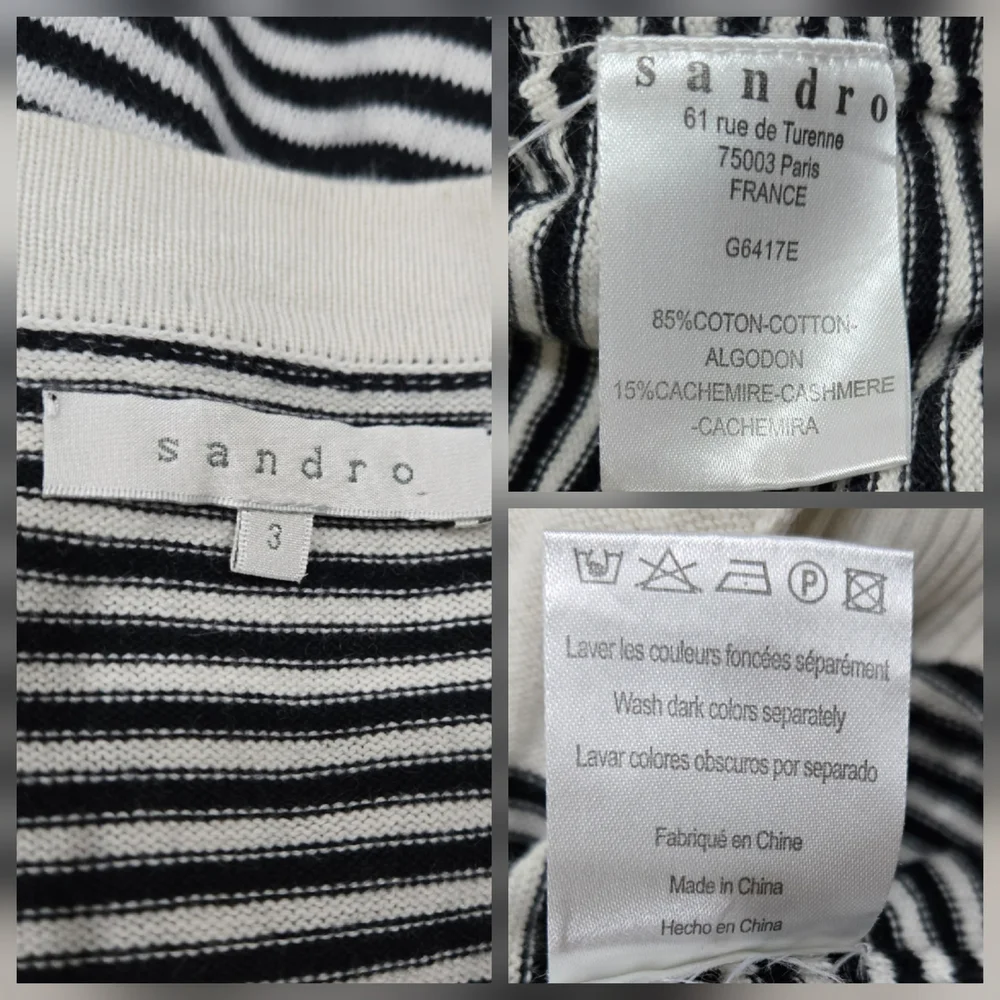 sandro
3
sandro
61 rue de Turenne
75003 Paris
FRANCE
G6417E
85%COTON-COTTON-
ALGODON
15%CACHEMIRE-CASHMERE
-CACHEMIRA
P
Laver les couleurs foncées séparément
Wash dark colors separately
Lavar colores obscuros por separado
Fabriqué en Chine
Made in China
Hecho en China